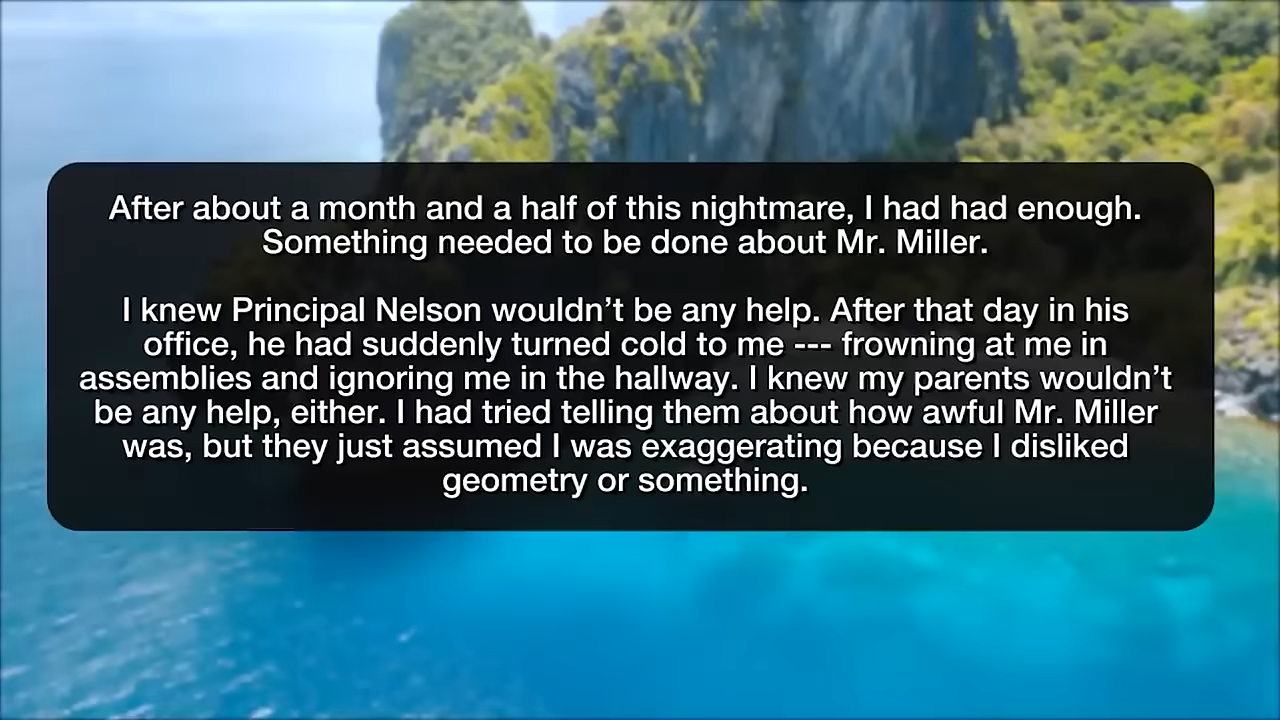 After about a month and a half of this nightmare, I had had enough.
Something needed to be done about Mr. Miller.
I knew Principal Nelson wouldn’t be any help. After that day in his
office, he had suddenly turned cold to me --- frowning at me in
assemblies and ignoring me in the hallway. I knew my parents wouldn’t
be any help, either. I had tried telling them about how awful Mr. Miller
was, but they just assumed I was exaggerating because I disliked
geometry or something.